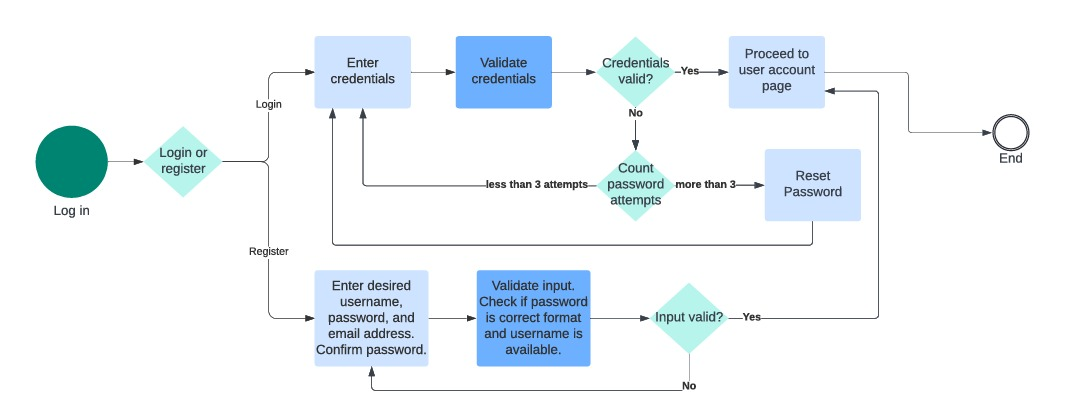 Log in
Login or
register
Login
Register
Enter
credentials
Validate
credentials
Credentials
valid?
Yes
No
Proceed to
user account
page
End
Count
password
attempts
less than 3 attempts
more than 3
Reset
Password
Enter desired
username,
password, and
email address.
Confirm password.
Validate input.
Check if password
is correct format
and username is
available.
Input valid?
Yes
No